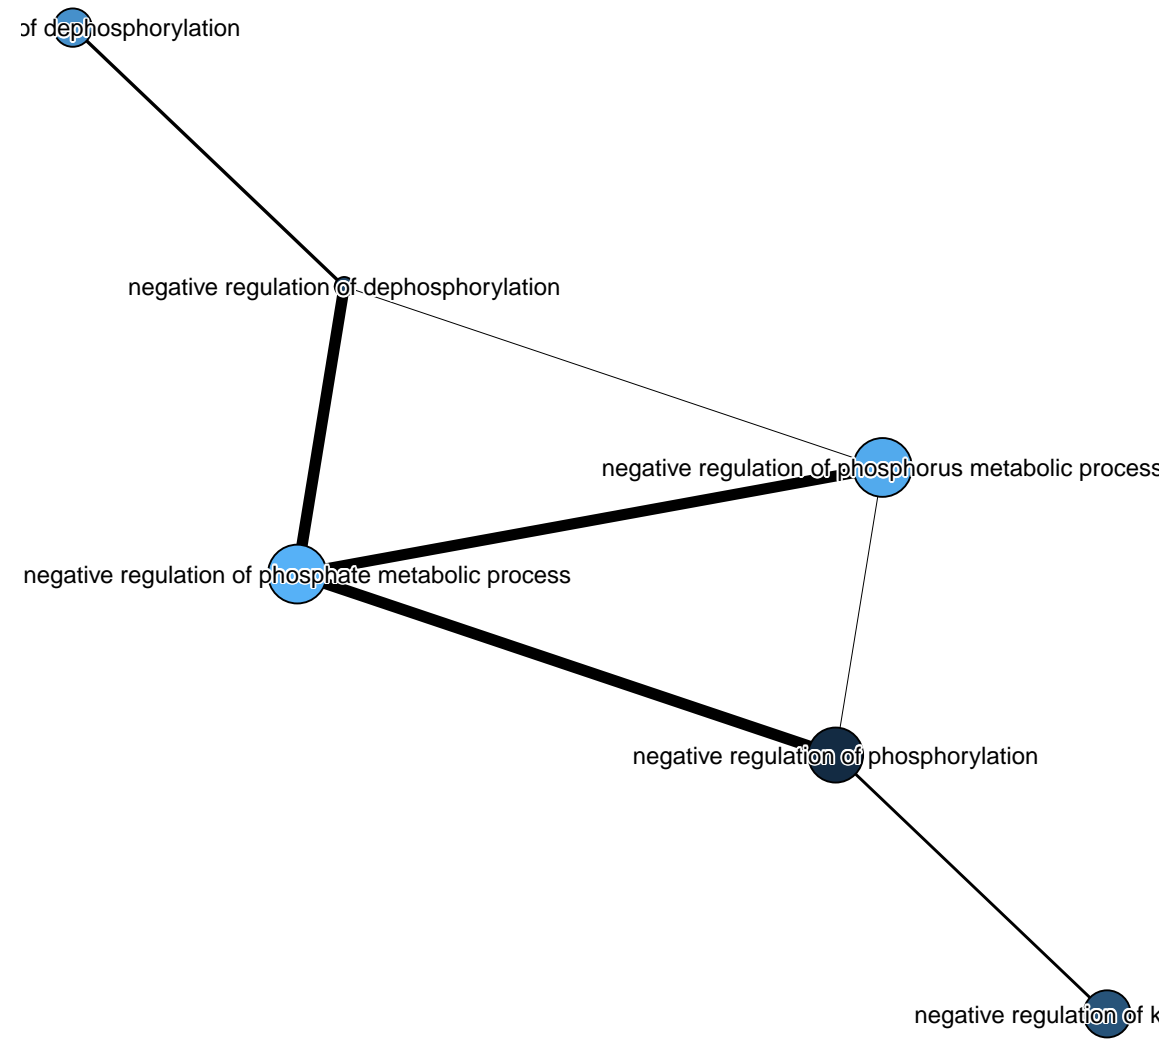 of dephosphorylation
negative regulation of dephosphorylation
negative regulation of phosphorus metabolic process
negative regulation of phosphate metabolic process
negative regulation of phosphorylation
negative regulation of k